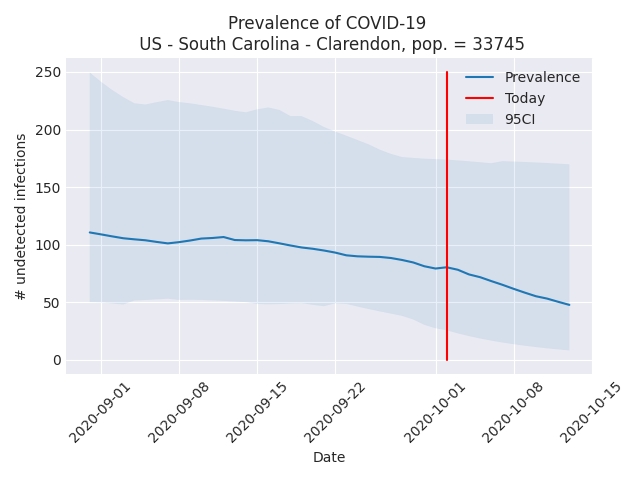 Prevalence of COVID-19
US - South Carolina - Clarendon, pop. = 33745
250
200
150
100
50
0
# undetected infections
Prevalence
Today
95CI
2020-09-01
2020-09-08
2020-09-15
2020-09-22
2020-10-01
2020-10-08
2020-10-15
Date